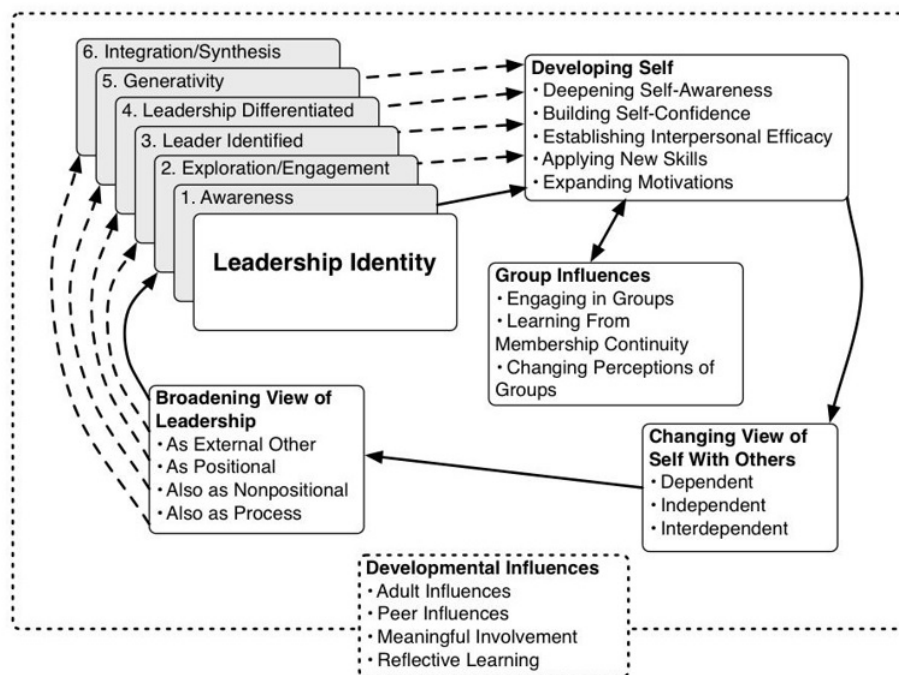 6. Integration/Synthesis
5. Generativity
4. Leadership Differentiated
3. Leader Identified
2. Exploration/Engagement
1. Awareness
Leadership Identity
Developing Self
• Deepening Self-Awareness
• Building Self-Confidence
• Establishing Interpersonal Efficacy
• Applying New Skills
• Expanding Motivations
Group Influences
• Engaging in Groups
• Learning From
Membership Continuity
• Changing Perceptions of
Groups
Broadening View of
Leadership
• As External Other
• As Positional
• Also as Nonpositional
• Also as Process
Changing View of
Self With Others
• Dependent
• Independent
• Interdependent
Developmental Influences
• Adult Influences
• Peer Influences
• Meaningful Involvement
• Reflective Learning